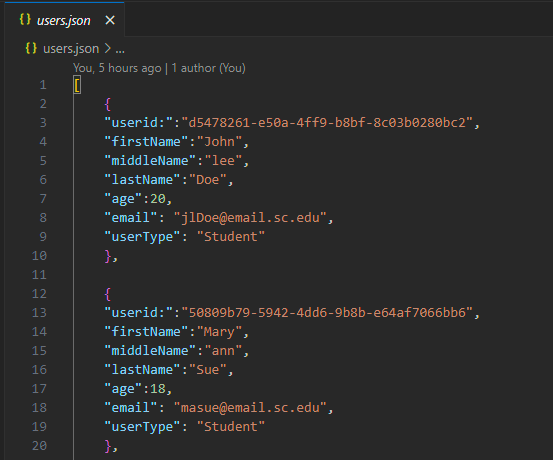 {} users.json ×
{} users.json > ...
You, 5 hours ago | 1 author (You)
1 [
2 {
3 "userid:":"d5478261-e50a-4ff9-b8bf-8c03b0280bc2",
4 "firstName":"John",
5 "middleName":"lee",
6 "lastName":"Doe",
7 "age":20,
8 "email": "jlDoe@email.sc.edu",
9 "userType": "Student"
10 },
11
12 {
13 "userid:":"50809b79-5942-4dd6-9b8b-e64af7066bb6",
14 "firstName":"Mary",
15 "middleName":"ann",
16 "lastName":"Sue",
17 "age":18,
18 "email": "masue@email.sc.edu",
19 "userType": "Student"
20 },